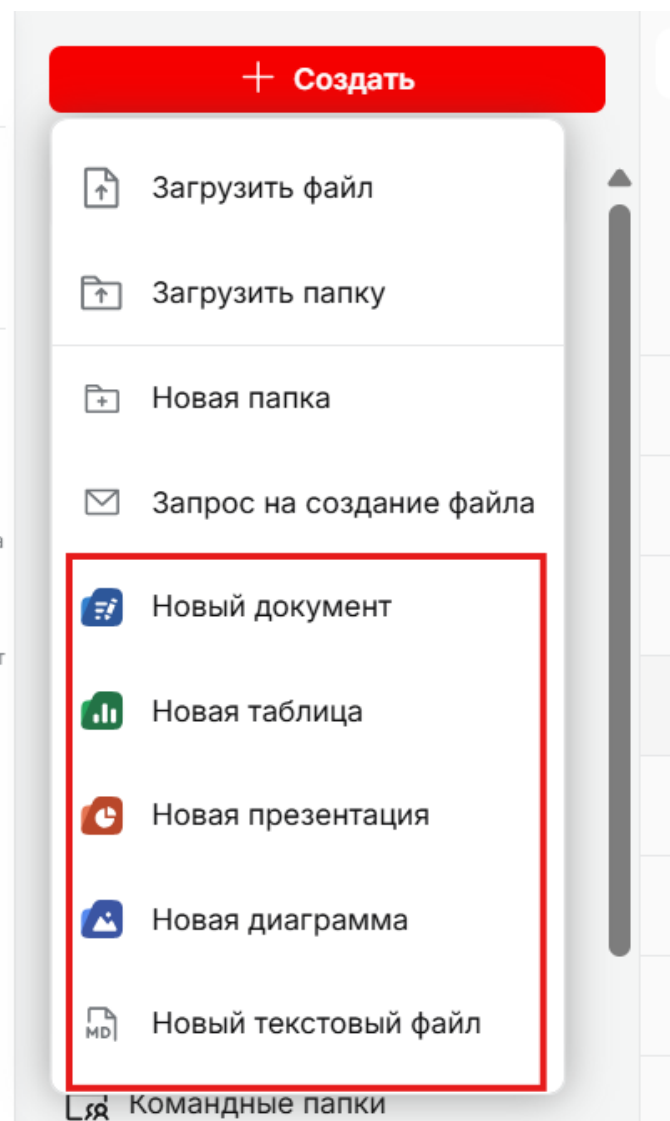 Создать
Загрузить файл
Загрузить папку
Новая папка
Запрос на создание файла
Новый документ
Новая таблица
Новая презентация
Новая диаграмма
MD
Новый текстовый файл
Командные папки